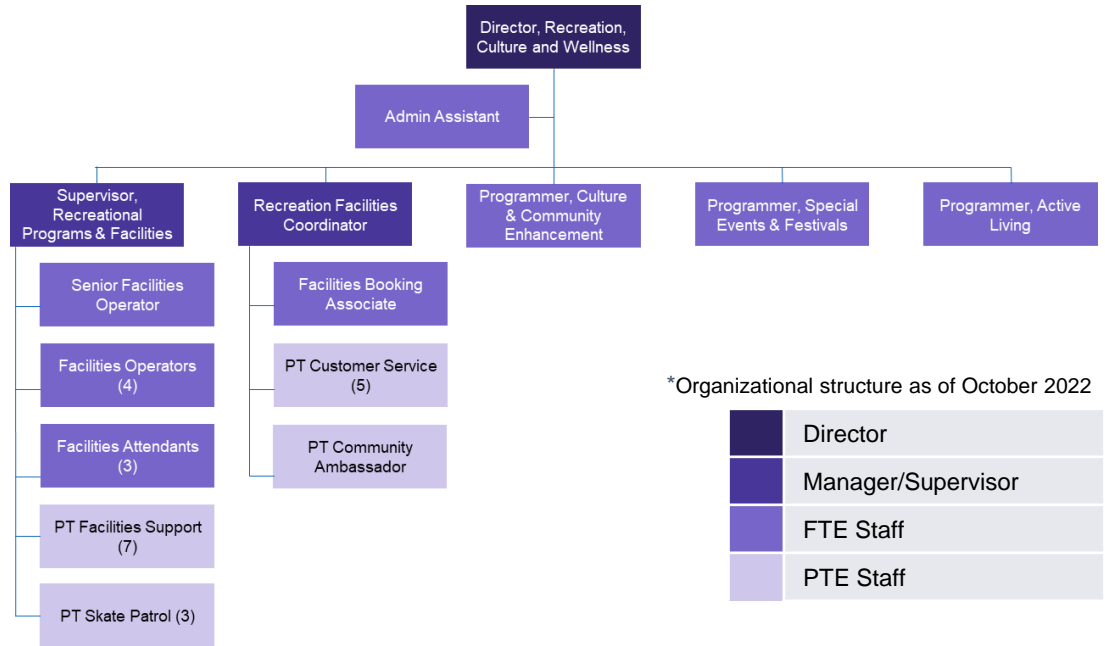 Director, Recreation,
Culture and Wellness
Admin Assistant
Supervisor,
Recreational
Programs & Facilities
Recreation Facilities
Coordinator
Programmer, Culture
& Community
Enhancement
Programmer, Special
Events & Festivals
Programmer, Active
Living
Senior Facilities
Operator
Facilities Operators
(4)
Facilities Attendants
(3)
PT Facilities Support
(7)
PT Skate Patrol (3)
Facilities Booking
Associate
PT Customer Service
(5)
PT Community
Ambassador
*Organizational structure as of October 2022
Director
Manager/Supervisor
FTE Staff
PTE Staff